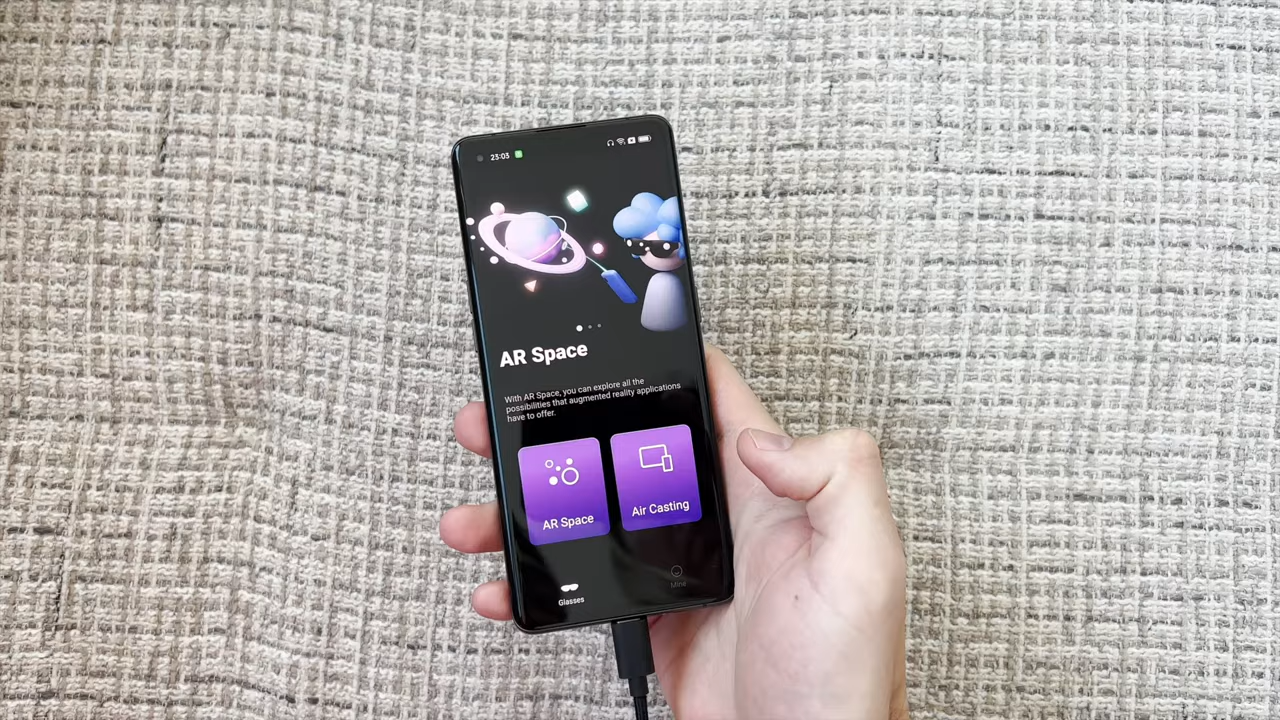 23:03
AR Space
With AR Space, you can explore all the
possibilities that augmented reality applications
have to offer.
AR Space
Air Casting
Glasses
Mine